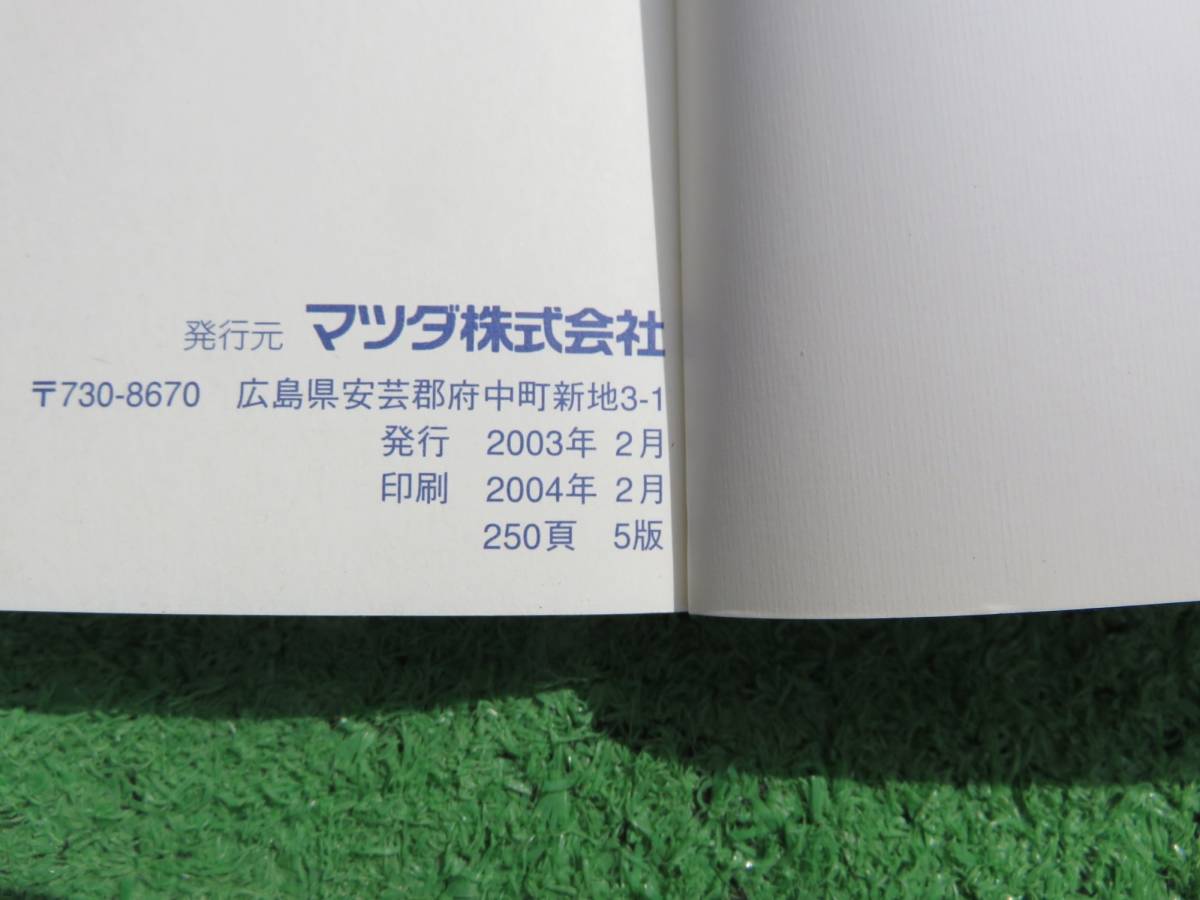 発行元 マツダ株式会社
〒730-8670 広島県安芸郡府中町新地3-1
発行 2003年 2月
印刷 2004年 2月
250頁 5版